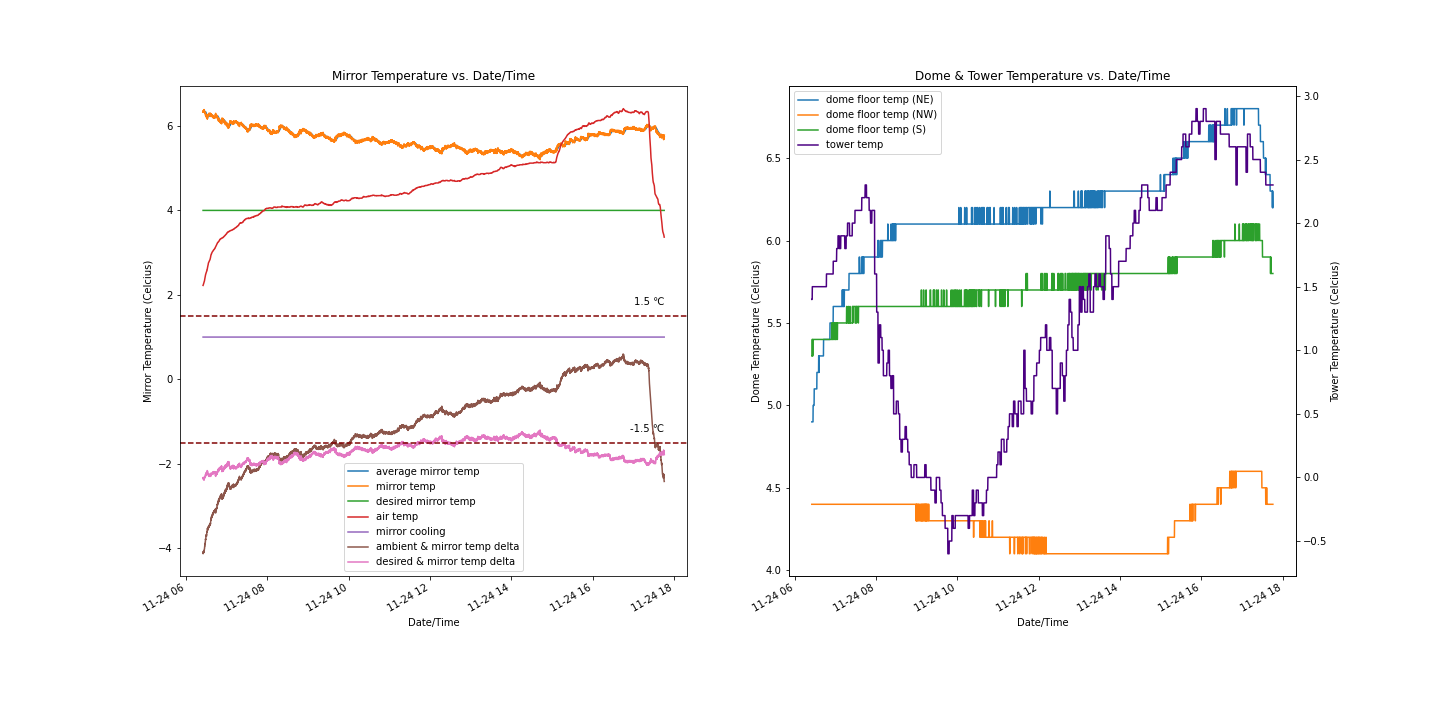 Mirror Temperature vs. Date/Time
Mirror Temperature (Celcius)
6
4
2
0
−2
−4
1.5 °C
-1.5 °C
average mirror temp
mirror temp
desired mirror temp
air temp
mirror cooling
ambient & mirror temp delta
desired & mirror temp delta
11-24 06
11-24 08
11-24 10
11-24 12
11-24 14
11-24 16
11-24 18
Date/Time
Dome & Tower Temperature vs. Date/Time
dome floor temp (NE)
dome floor temp (NW)
dome floor temp (S)
tower temp
Dome Temperature (Celcius)
6.5
6.0
5.5
5.0
4.5
4.0
3.0
2.5
2.0
1.5
1.0
0.5
0.0
−0.5
Tower Temperature (Celcius)
11-24 06
11-24 08
11-24 10
11-24 12
11-24 14
11-24 16
11-24 18
Date/Time